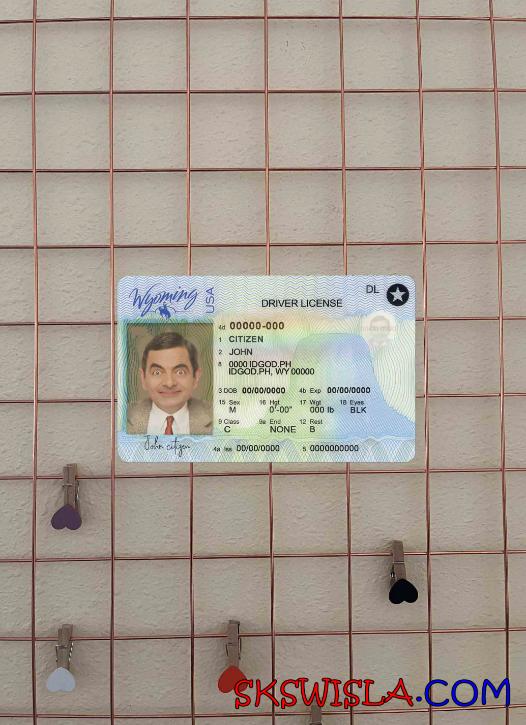 Wyoming USA
DL
DRIVER LICENSE
4d 00000-000
1 CITIZEN
2 JOHN
8 0000 IDGOD.PH
IDGOD.PH, WY 00000
3 DOB 00/00/0000 4b Exp 00/00/0000
15 Sex 16 Hgt 17 Wgt 18 Eyes
M 0'-00" 000 lb BLK
9 Class 9a End 12 Rest
C NONE B
John citizen
4a Iss 00/00/0000 5 0000000000
SKSWISLA.COM